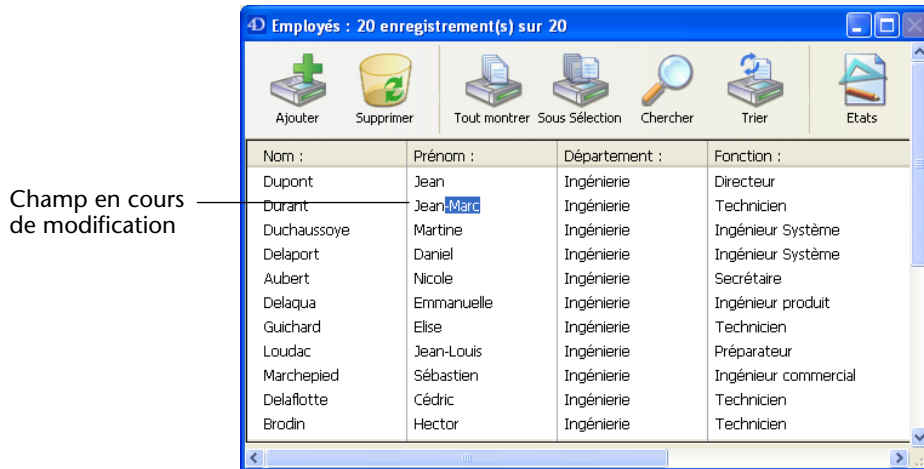 4D Employés : 20 enregistrement(s) sur 20
Ajouter Supprimer Tout montrer Sous Sélection Chercher Trier Etats
Nom : Prénom : Département : Fonction :
Dupont Jean Ingénierie Directeur
Champ en cours
de modification
Durant Jean-Marc Ingénierie Technicien
Duchaussoye Martine Ingénierie Ingénieur Système
Delaport Daniel Ingénierie Ingénieur Système
Aubert Nicole Ingénierie Secrétaire
Delaqua Emmanuelle Ingénierie Ingénieur produit
Guichard Elise Ingénierie Technicien
Loudac Jean-Louis Ingénierie Préparateur
Marchepied Sébastien Ingénierie Ingénieur commercial
Delaflotte Cédric Ingénierie Technicien
Brodin Hector Ingénierie Technicien